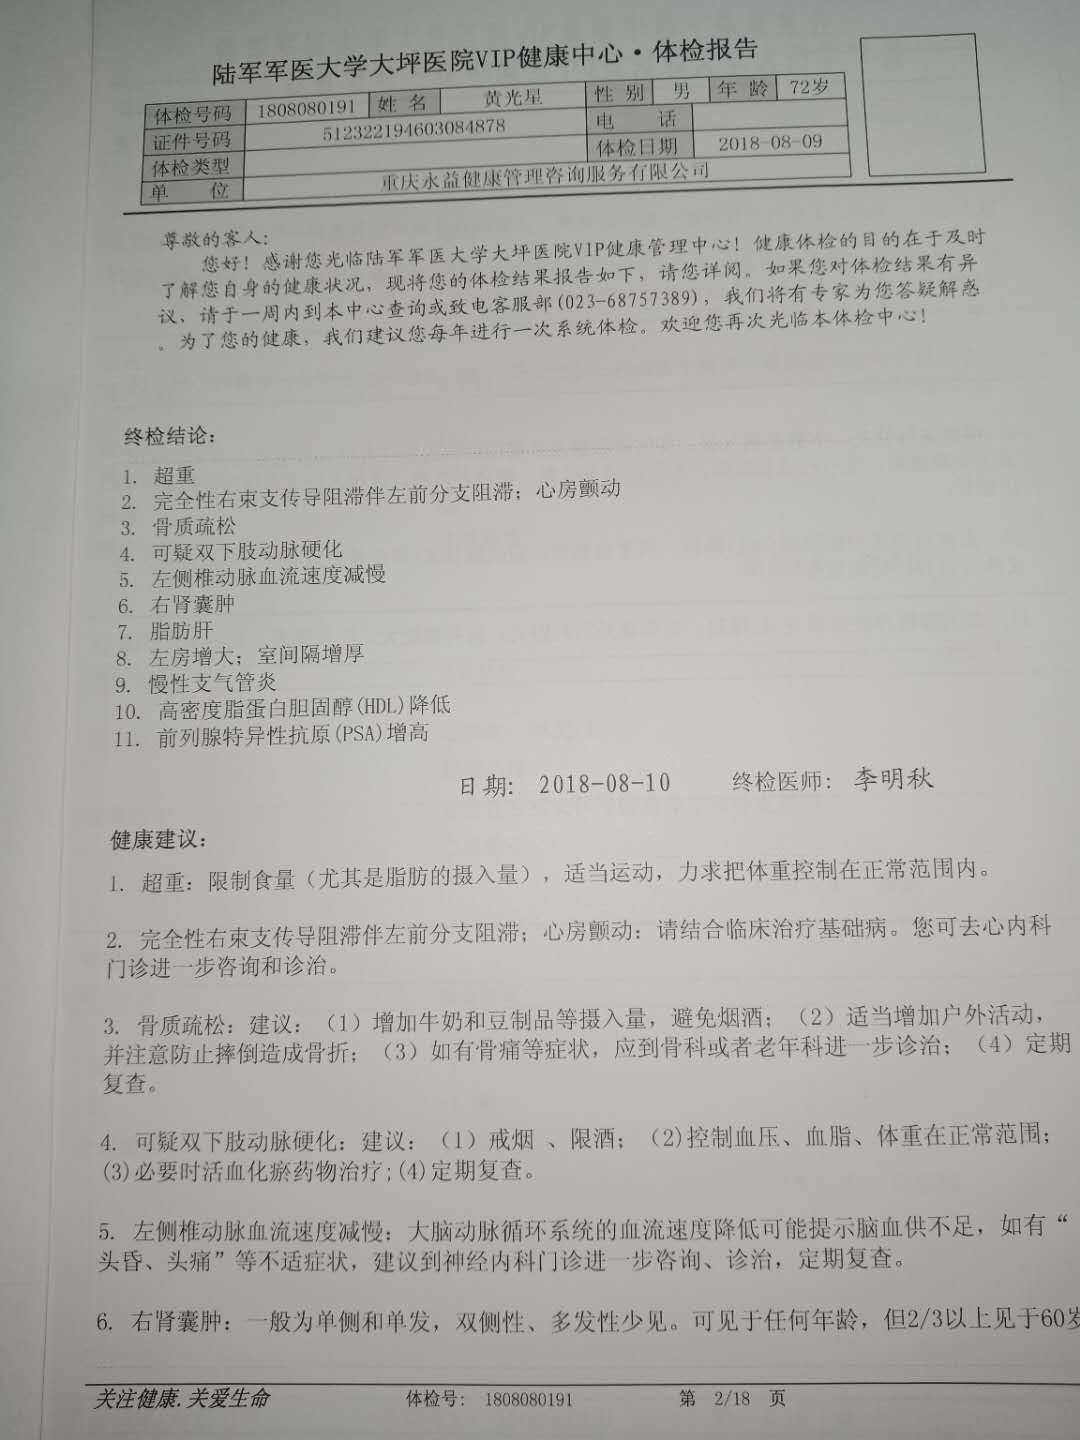 陆军军医大学大坪医院VIP健康中心·体检报告
体检号码 1808080191 姓 名 黄光星 性 别 男 年 龄 72岁
证件号码 512322194603084878 电 话
体检类型 体检日期 2018-08-09
单 位 重庆永益健康管理咨询服务有限公司
尊敬的客人:
您好!感谢您光临陆军军医大学大坪医院VIP健康管理中心!健康体检的目的在于及时
了解您自身的健康状况,现将您的体检结果报告如下,请您详阅。如果您对体检结果有异
议、请于一周内到本中心查询或致电客服部(023-68757389),我们将有专家为您答疑解惑
。为了您的健康,我们建议您每年进行一次系统体检。欢迎您再次光临本体检中心!
终检结论:
1. 超重
2. 完全性右束支传导阻滞伴左前分支阻滞;心房颤动
3. 骨质疏松
4. 可疑双下肢动脉硬化
5. 左侧椎动脉血流速度减慢
6. 右肾囊肿
7. 脂肪肝
8. 左房增大;室间隔增厚
9. 慢性支气管炎
10. 高密度脂蛋白胆固醇(HDL)降低
11. 前列腺特异性抗原(PSA)增高
日期: 2018-08-10 终检医师: 李明秋
健康建议:
1. 超重:限制食量(尤其是脂肪的摄入量),适当运动,力求把体重控制在正常范围内。
2. 完全性右束支传导阻滞伴左前分支阻滞;心房颤动:请结合临床治疗基础病。您可去心内科
门诊进一步咨询和诊治。
3. 骨质疏松:建议:(1)增加牛奶和豆制品等摄入量,避免烟酒;(2)适当增加户外活动,
并注意防止摔倒造成骨折;(3)如有骨痛等症状,应到骨科或者老年科进一步诊治;(4)定期
复查。
4. 可疑双下肢动脉硬化:建议:(1)戒烟 、限酒;(2)控制血压、血脂、体重在正常范围;
(3)必要时活血化瘀药物治疗;(4)定期复查。
5. 左侧椎动脉血流速度减慢:大脑动脉循环系统的血流速度降低可能提示脑血供不足,如有“
头昏、头痛”等不适症状,建议到神经内科门诊进一步咨询、诊治,定期复查。
6. 右肾囊肿:一般为单侧和单发,双侧性、多发性少见。可见于任何年龄,但2/3以上见于60岁
关注健康.关爱生命 体检号: 1808080191 第 2/18 页